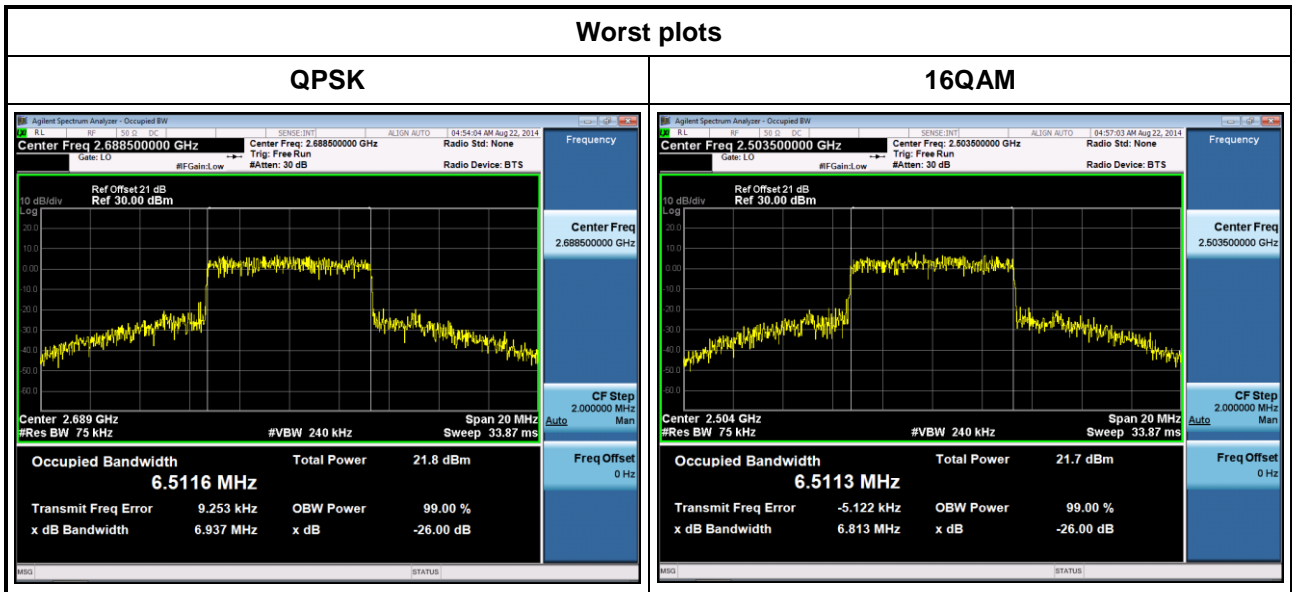 Worst plots
QPSK 16QAM
Agilent Spectrum Analyzer - Occupied BW
RL RF 50 Ω DC SENSE:INT ALIGN AUTO 04:54:04 AM Aug 22, 2014
Center Freq 2.688500000 GHz
Center Freq: 2.688500000 GHz Radio Std: None
Gate: LO Trig: Free Run
#IFGain:Low #Atten: 30 dB Radio Device: BTS
Ref Offset 21 dB
10 dB/div Ref 30.00 dBm
Log
20.0
10.0
0.00
-10.0
-20.0
-30.0
-40.0
-50.0
-60.0
Center 2.689 GHz Span 20 MHz
#Res BW 75 kHz #VBW 240 kHz Sweep 33.87 ms
Occupied Bandwidth Total Power 21.8 dBm
6.5116 MHz
Transmit Freq Error 9.253 kHz OBW Power 99.00 %
x dB Bandwidth 6.937 MHz x dB -26.00 dB
MSG STATUS
Frequency
Center Freq
2.688500000 GHz
CF Step
2.000000 MHz
Auto Man
Freq Offset
0 Hz
Agilent Spectrum Analyzer - Occupied BW
RL RF 50 Ω DC SENSE:INT ALIGN AUTO 04:57:03 AM Aug 22, 2014
Center Freq 2.503500000 GHz
Center Freq: 2.503500000 GHz Radio Std: None
Gate: LO Trig: Free Run
#IFGain:Low #Atten: 30 dB Radio Device: BTS
Ref Offset 21 dB
10 dB/div Ref 30.00 dBm
Log
20.0
10.0
0.00
-10.0
-20.0
-30.0
-40.0
-50.0
-60.0
Center 2.504 GHz Span 20 MHz
#Res BW 75 kHz #VBW 240 kHz Sweep 33.87 ms
Occupied Bandwidth Total Power 21.7 dBm
6.5113 MHz
Transmit Freq Error -5.122 kHz OBW Power 99.00 %
x dB Bandwidth 6.813 MHz x dB -26.00 dB
MSG STATUS
Frequency
Center Freq
2.503500000 GHz
CF Step
2.000000 MHz
Auto Man
Freq Offset
0 Hz